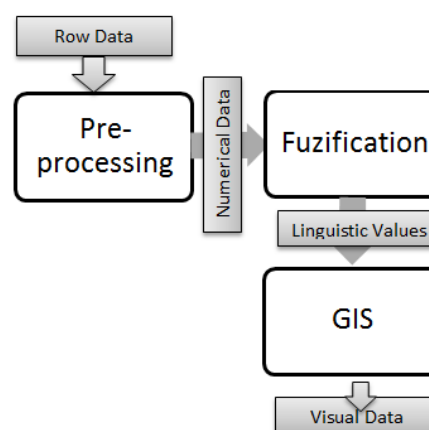 Row Data
Pre-
processing
Numerical Data
Fuzification
Linguistic Values
GIS
Visual Data